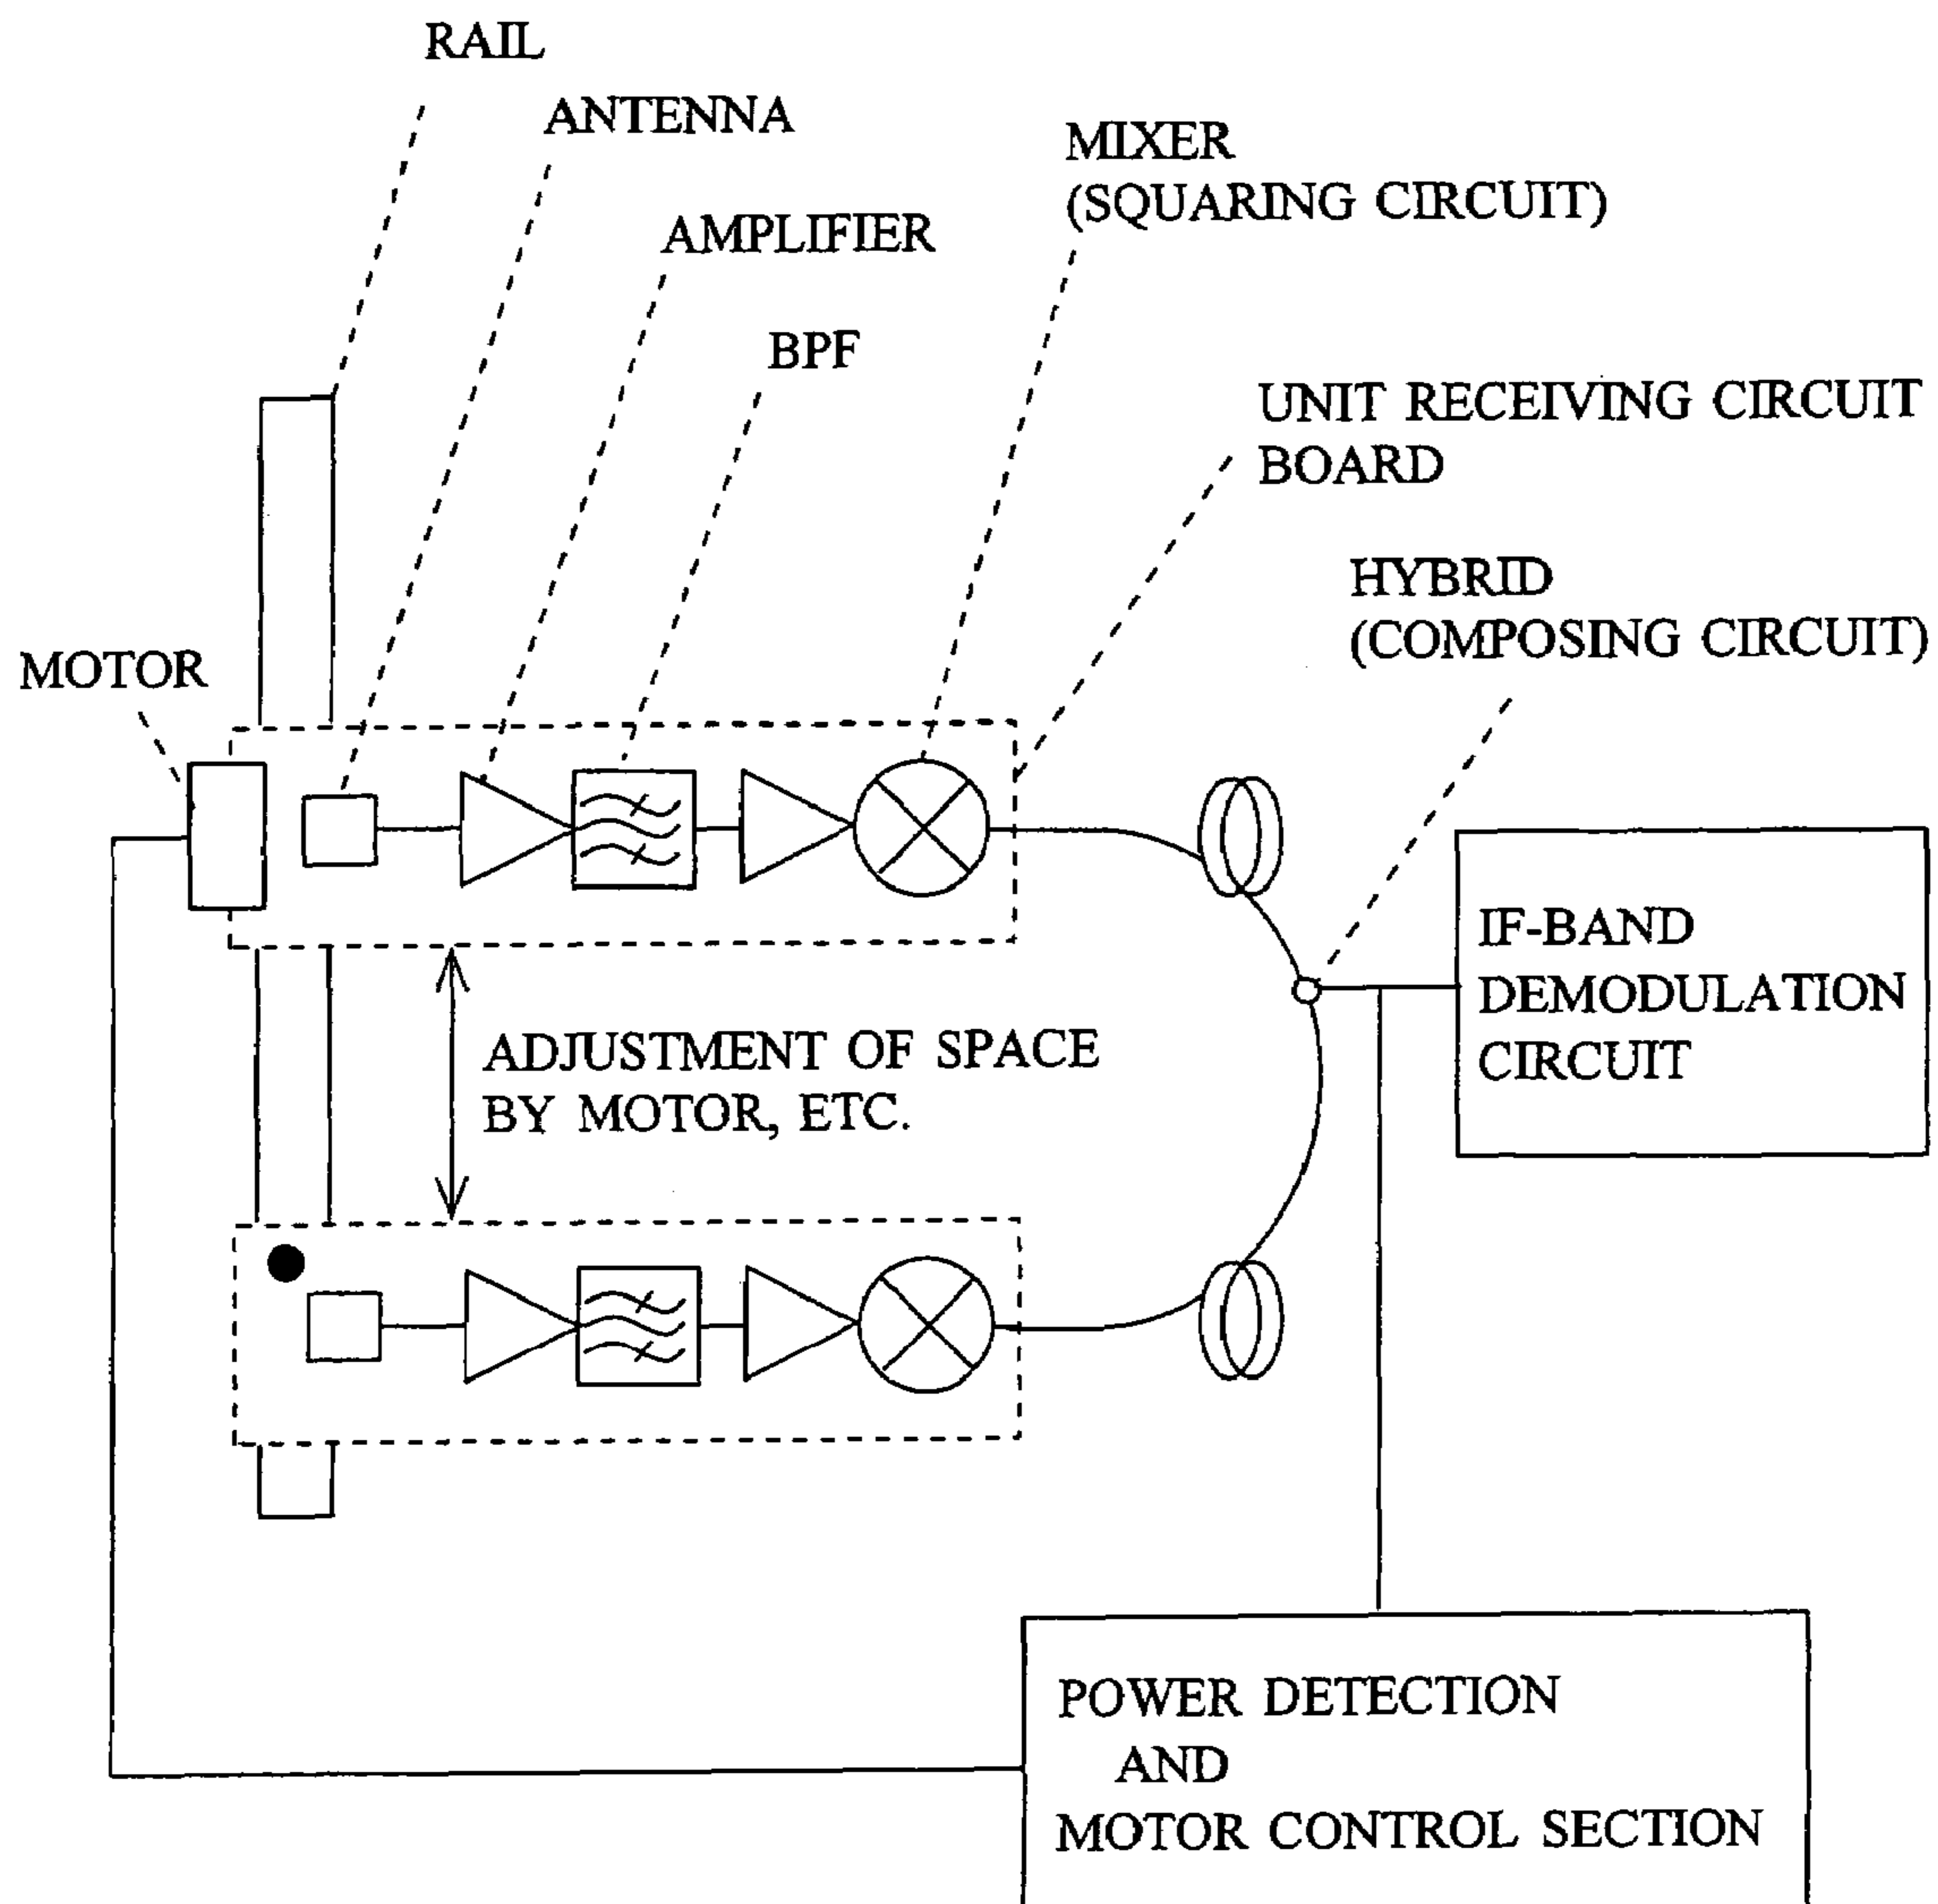 RAIL
ANTENNA
MIXER
(SQUARING CIRCUIT)
AMPLIFIER
BPF
UNIT RECEIVING CIRCUIT
BOARD
HYBRID
(COMPOSING CIRCUIT)
MOTOR
IF-BAND
DEMODULATION
CIRCUIT
ADJUSTMENT OF SPACE
BY MOTOR, ETC.
POWER DETECTION
AND
MOTOR CONTROL SECTION